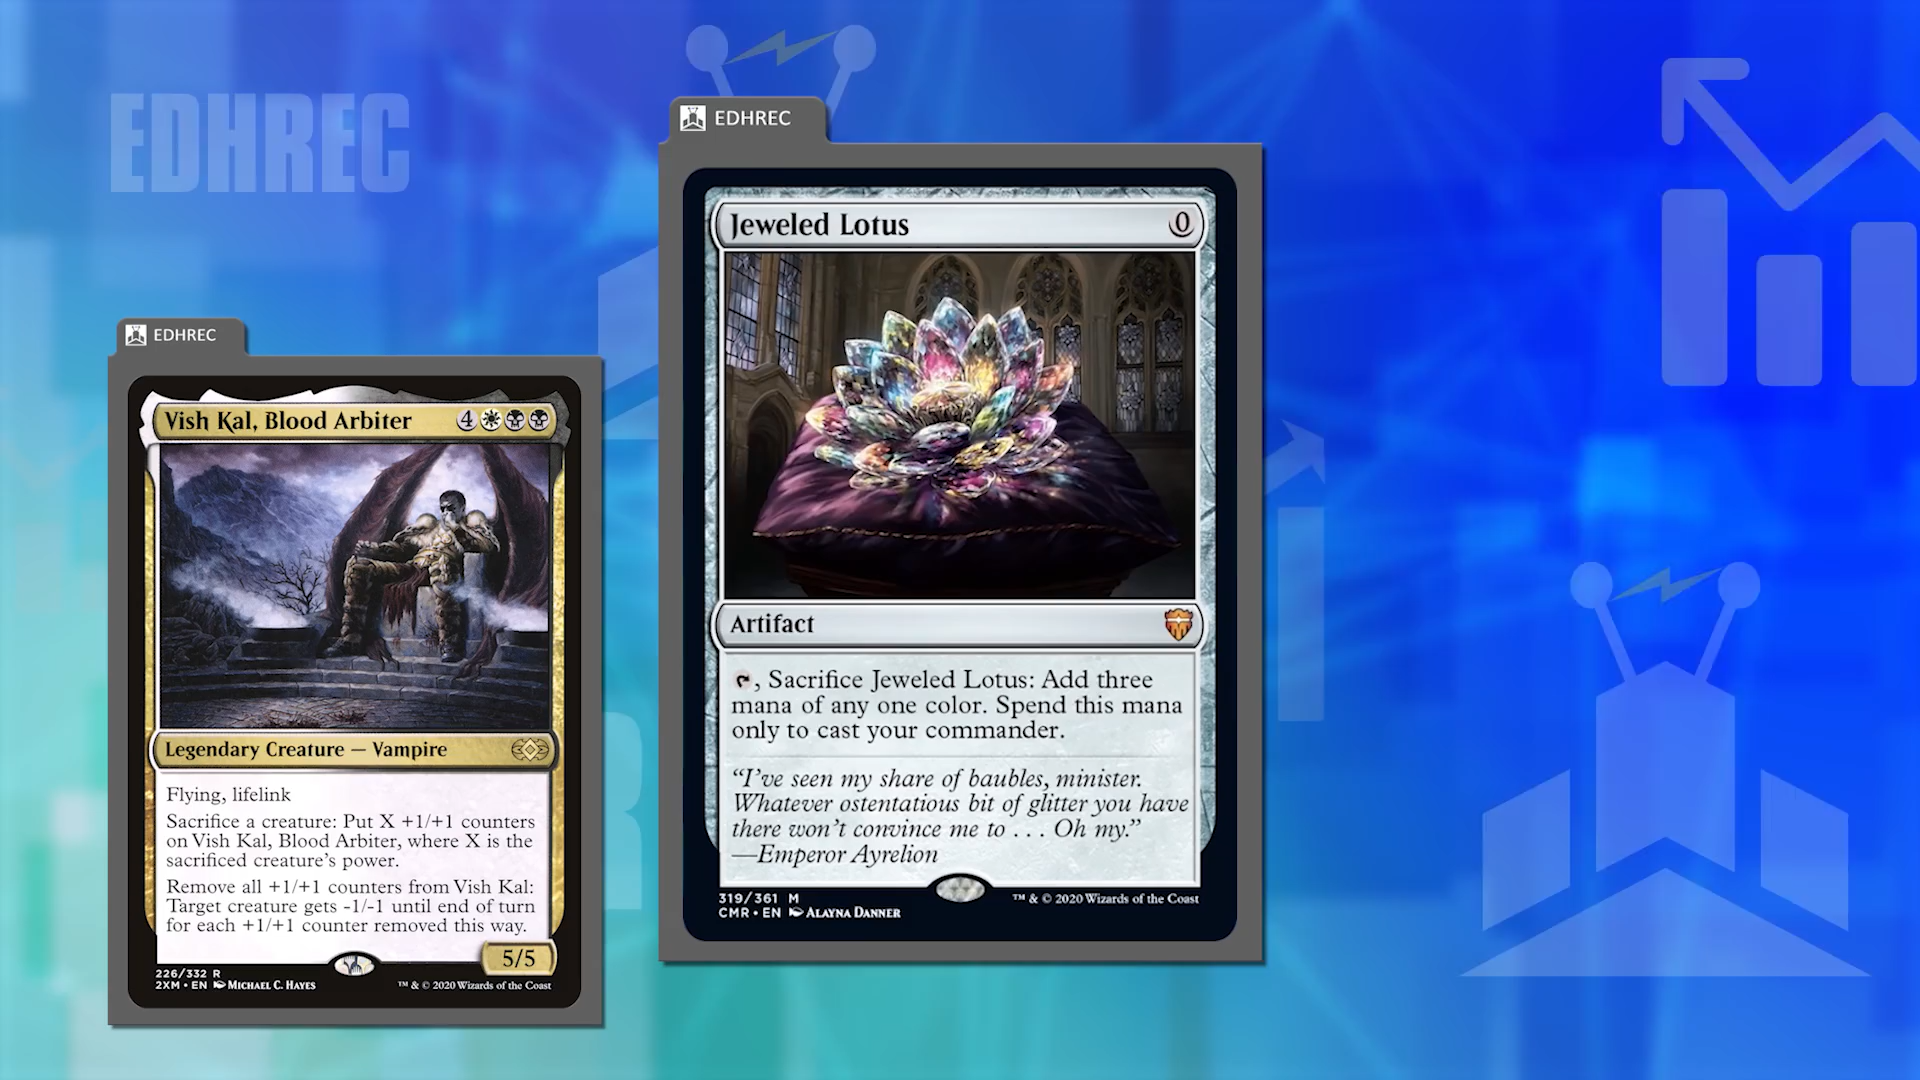 EDHREC
EDHREC
Jeweled Lotus 0
Artifact
, Sacrifice Jeweled Lotus: Add three
mana of any one color. Spend this mana
only to cast your commander.
“I’ve seen my share of baubles, minister.
Whatever ostentatious bit of glitter you have
there won’t convince me to . . . Oh my.”
—Emperor Ayrelion
319/361 M
CMR • EN ALAYNA DANNER
™ & © 2020 Wizards of the Coast
EDHREC
Vish Kal, Blood Arbiter 4
Legendary Creature — Vampire
Flying, lifelink
Sacrifice a creature: Put X +1/+1 counters
on Vish Kal, Blood Arbiter, where X is the
sacrificed creature’s power.
Remove all +1/+1 counters from Vish Kal:
Target creature gets -1/-1 until end of turn
for each +1/+1 counter removed this way.
5/5
226/332 R
2XM • EN MICHAEL C. HAYES
™ & © 2020 Wizards of the Coast